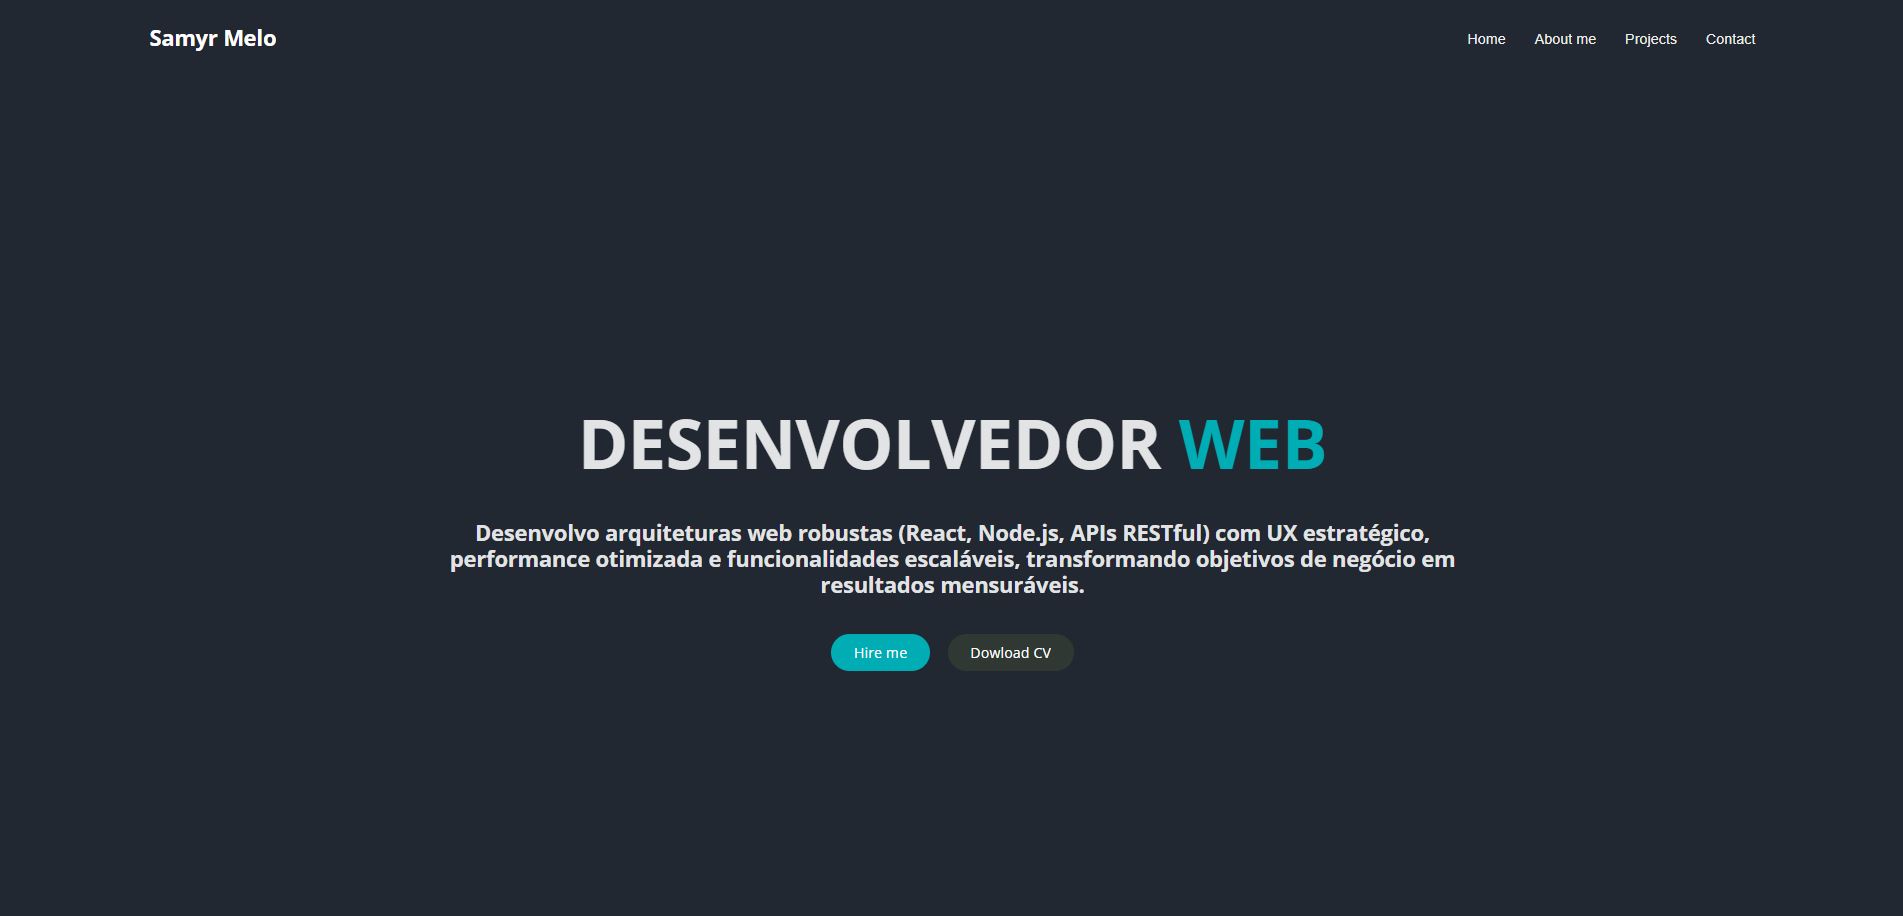 Samyr Melo
Home About me Projects Contact
DESENVOLVEDOR WEB
Desenvolvo arquiteturas web robustas (React, Node.js, APIs RESTful) com UX estratégico,
performance otimizada e funcionalidades escaláveis, transformando objetivos de negócio em
resultados mensuráveis.
Hire me Dowload CV